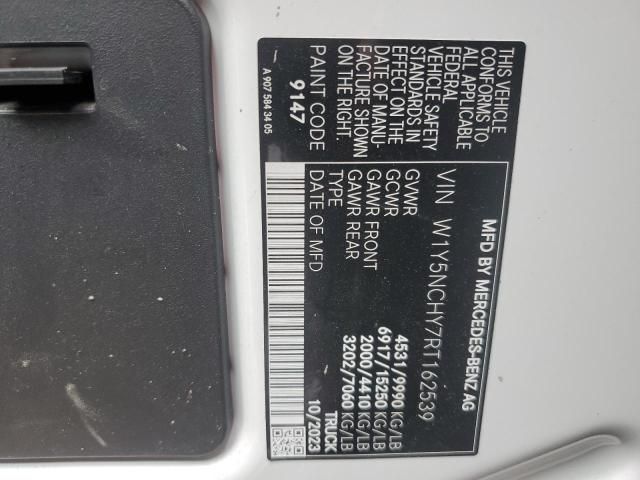 MFD BY MERCEDES-BENZ AG
VIN W1Y5NCHY7RT162539
THIS VEHICLE
CONFORMS TO
ALL APPLICABLE
FEDERAL
VEHICLE SAFETY
STANDARDS IN
EFFECT ON THE
DATE OF MANU-
FACTURE SHOWN
ON THE RIGHT.
PAINT CODE
9147
GVWR 4531/9990 KG/LB
GCWR 6917/15250 KG/LB
GAWR FRONT 2000/4410 KG/LB
GAWR REAR 3202/7060 KG/LB
TYPE TRUCK
DATE OF MFD 10/2023
A 907 584 34 05